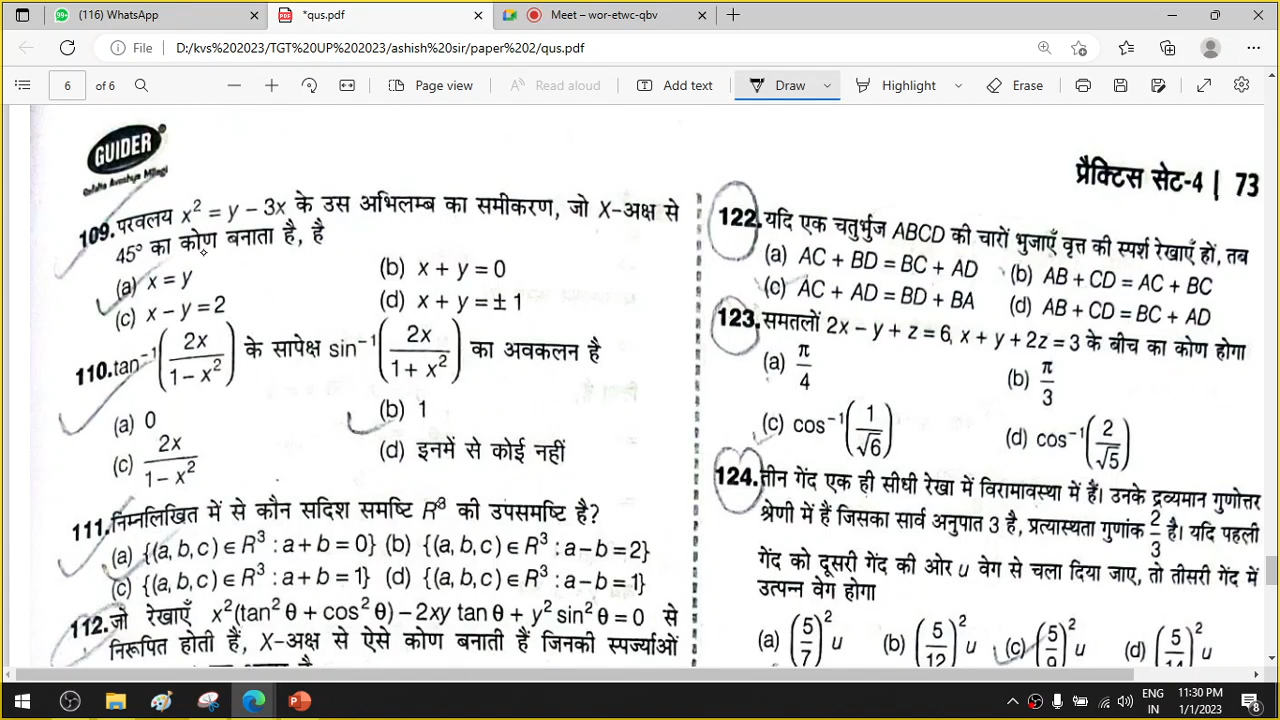 (116) WhatsApp
*qus.pdf
Meet – wor-etwc-qbv
File
D:/kvs%202023/TGT%20UP%202023/ashish%20sir/paper%202/qus.pdf
6
of 6
Page view
Read aloud
Add text
Draw
Highlight
Erase
GUIDER
प्रैक्टिस सेट-4 | 73
109. परवलय x² = y – 3x के उस अभिलम्ब का समीकरण, जो X-अक्ष से
45° का कोण बनाता है, है
(a) x = y
(b) x + y = 0
(c) x – y = 2
(d) x + y = ± 1
110. tan⁻¹(2x/(1 – x²)) के सापेक्ष sin⁻¹(2x/(1 + x²)) का अवकलन है
(a) 0
(b) 1
(c) 2x/(1 – x²)
(d) इनमें से कोई नहीं
111. निम्नलिखित में से कौन सदिश समष्टि R³ की उपसमष्टि है?
(a) {(a, b, c) ∈ R³ : a + b = 0} (b) {(a, b, c) ∈ R³ : a – b = 2}
(c) {(a, b, c) ∈ R³ : a + b = 1} (d) {(a, b, c) ∈ R³ : a – b = 1}
112. जो रेखाएँ x²(tan² θ + cos² θ) – 2xy tan θ + y² sin² θ = 0 से
निरूपित होती हैं, X-अक्ष से ऐसे कोण बनाती हैं जिनकी स्पर्ज्याओं
122. यदि एक चतुर्भुज ABCD की चारों भुजाएँ वृत्त की स्पर्श रेखाएँ हों, तब
(a) AC + BD = BC + AD
(b) AB + CD = AC + BC
(c) AC + AD = BD + BA
(d) AB + CD = BC + AD
123. समतलों 2x – y + z = 6, x + y + 2z = 3 के बीच का कोण होगा
(a) π/4
(b) π/3
(c) cos⁻¹(1/√6)
(d) cos⁻¹(2/√5)
124. तीन गेंद एक ही सीधी रेखा में विरामावस्था में हैं। उनके द्रव्यमान गुणोत्तर
श्रेणी में हैं जिसका सार्व अनुपात 3 है, प्रत्यास्थता गुणांक 2/3 है। यदि पहली
गेंद को दूसरी गेंद की ओर u वेग से चला दिया जाए, तो तीसरी गेंद में
उत्पन्न वेग होगा
(a) (5/7)² u
(b) (5/12)² u
(c) (5/9)² u
(d) (5/14)² u
ENG
IN
11:30 PM
1/1/2023
8